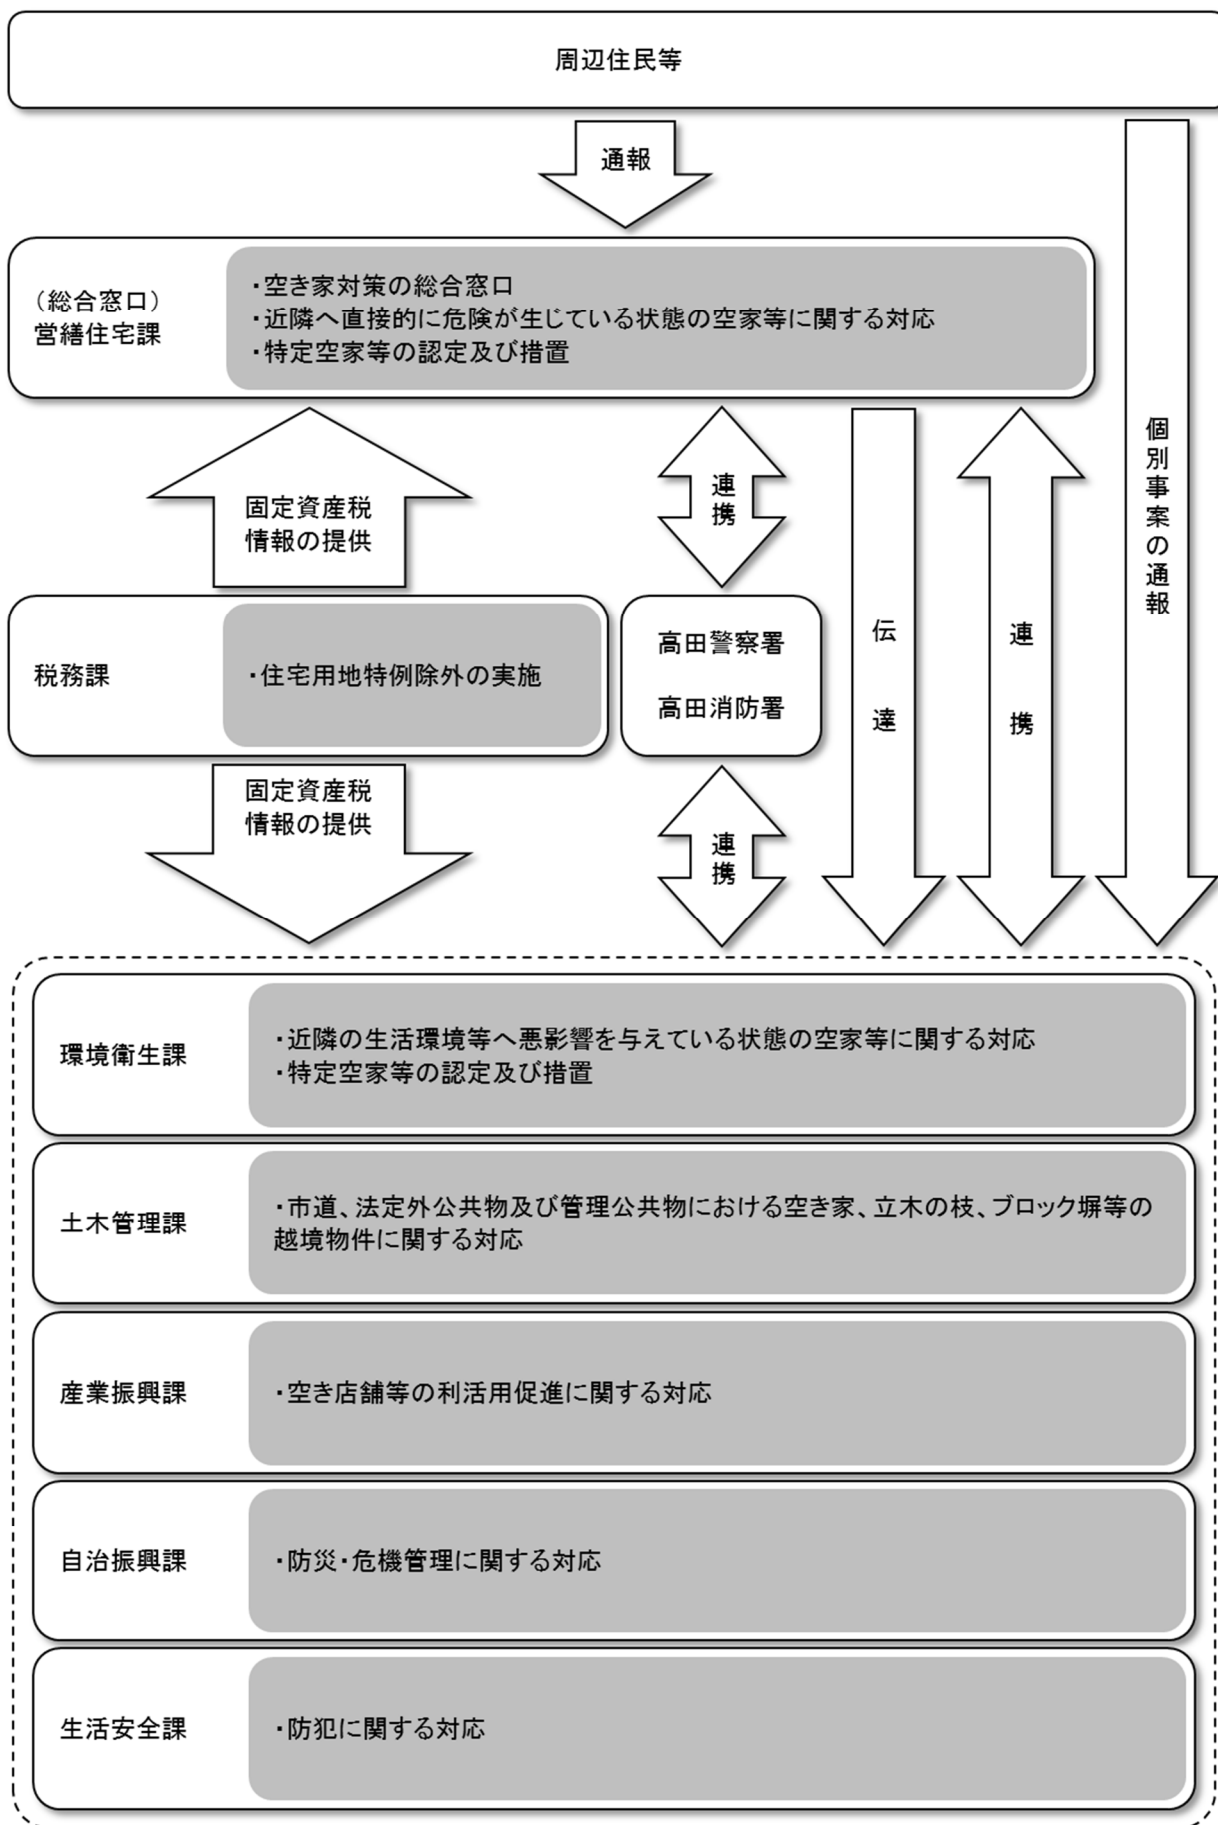 周辺住民等
通報
(総合窓口)
営繕住宅課
・空き家対策の総合窓口
・近隣へ直接的に危険が生じている状態の空家等に関する対応
・特定空家等の認定及び措置
個別事案の通報
固定資産税
情報の提供
連携
伝達
連携
税務課
・住宅用地特例除外の実施
高田警察署
高田消防署
固定資産税
情報の提供
連携
環境衛生課
・近隣の生活環境等へ悪影響を与えている状態の空家等に関する対応
・特定空家等の認定及び措置
土木管理課
・市道、法定外公共物及び管理公共物における空き家、立木の枝、ブロック塀等の
越境物件に関する対応
産業振興課
・空き店舗等の利活用促進に関する対応
自治振興課
・防災・危機管理に関する対応
生活安全課
・防犯に関する対応